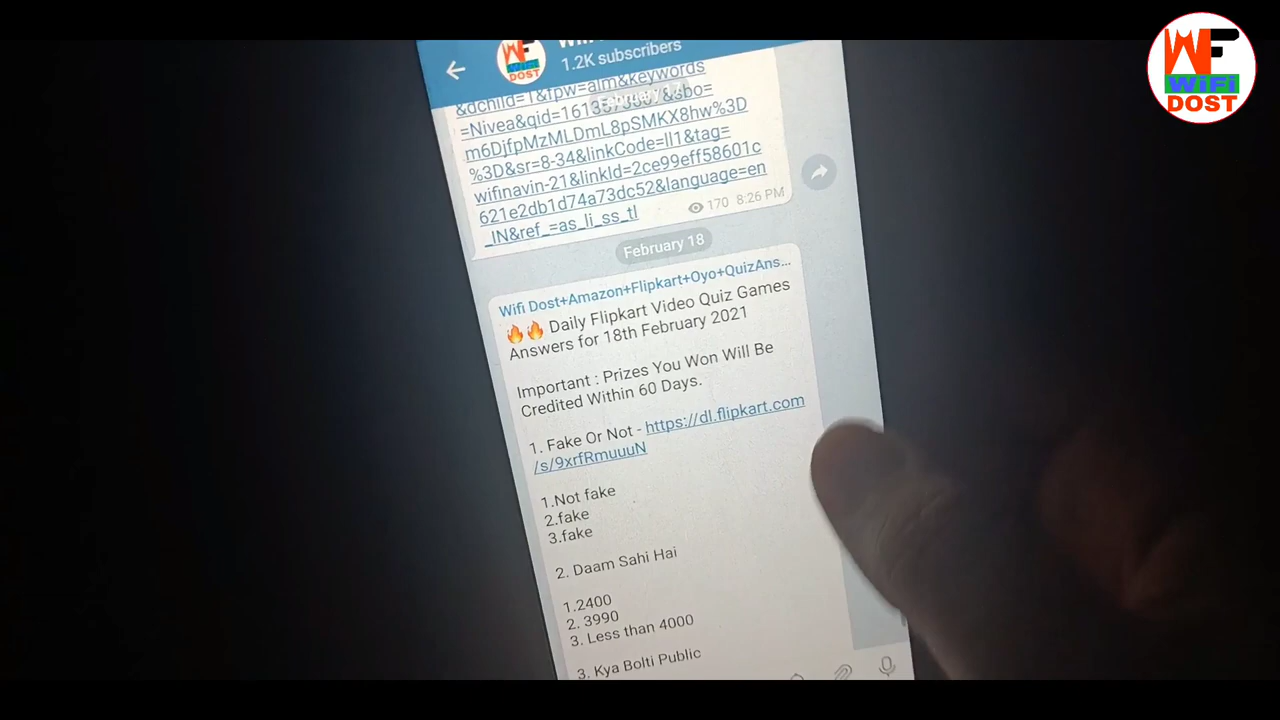 WF
WiFi
DOST
DOST
1.2K subscribers
&dchild=1&fpw=alm&keywords
=Nivea&qid=
&sbo=
m6DjfpMzMLDmL8pSMKX8hw%3D
%3D&sr=8-34&linkCode=ll1&tag=
wifinavin-21&linkId=2ce99eff58601c
621e2db1d74a73dc52&language=en
_IN&ref_=as_li_ss_tl
170 8:26 PM
February 18
Wifi Dost+Amazon+Flipkart+Oyo+QuizAns...
🔥🔥 Daily Flipkart Video Quiz Games
Answers for 18th February 2021
Important : Prizes You Won Will Be
Credited Within 60 Days.
1. Fake Or Not - https://dl.flipkart.com
/s/9xrfRmuuuN
1.Not fake
2.fake
3.fake
2. Daam Sahi Hai
1.2400
2. 3990
3. Less than 4000
3. Kya Bolti Public